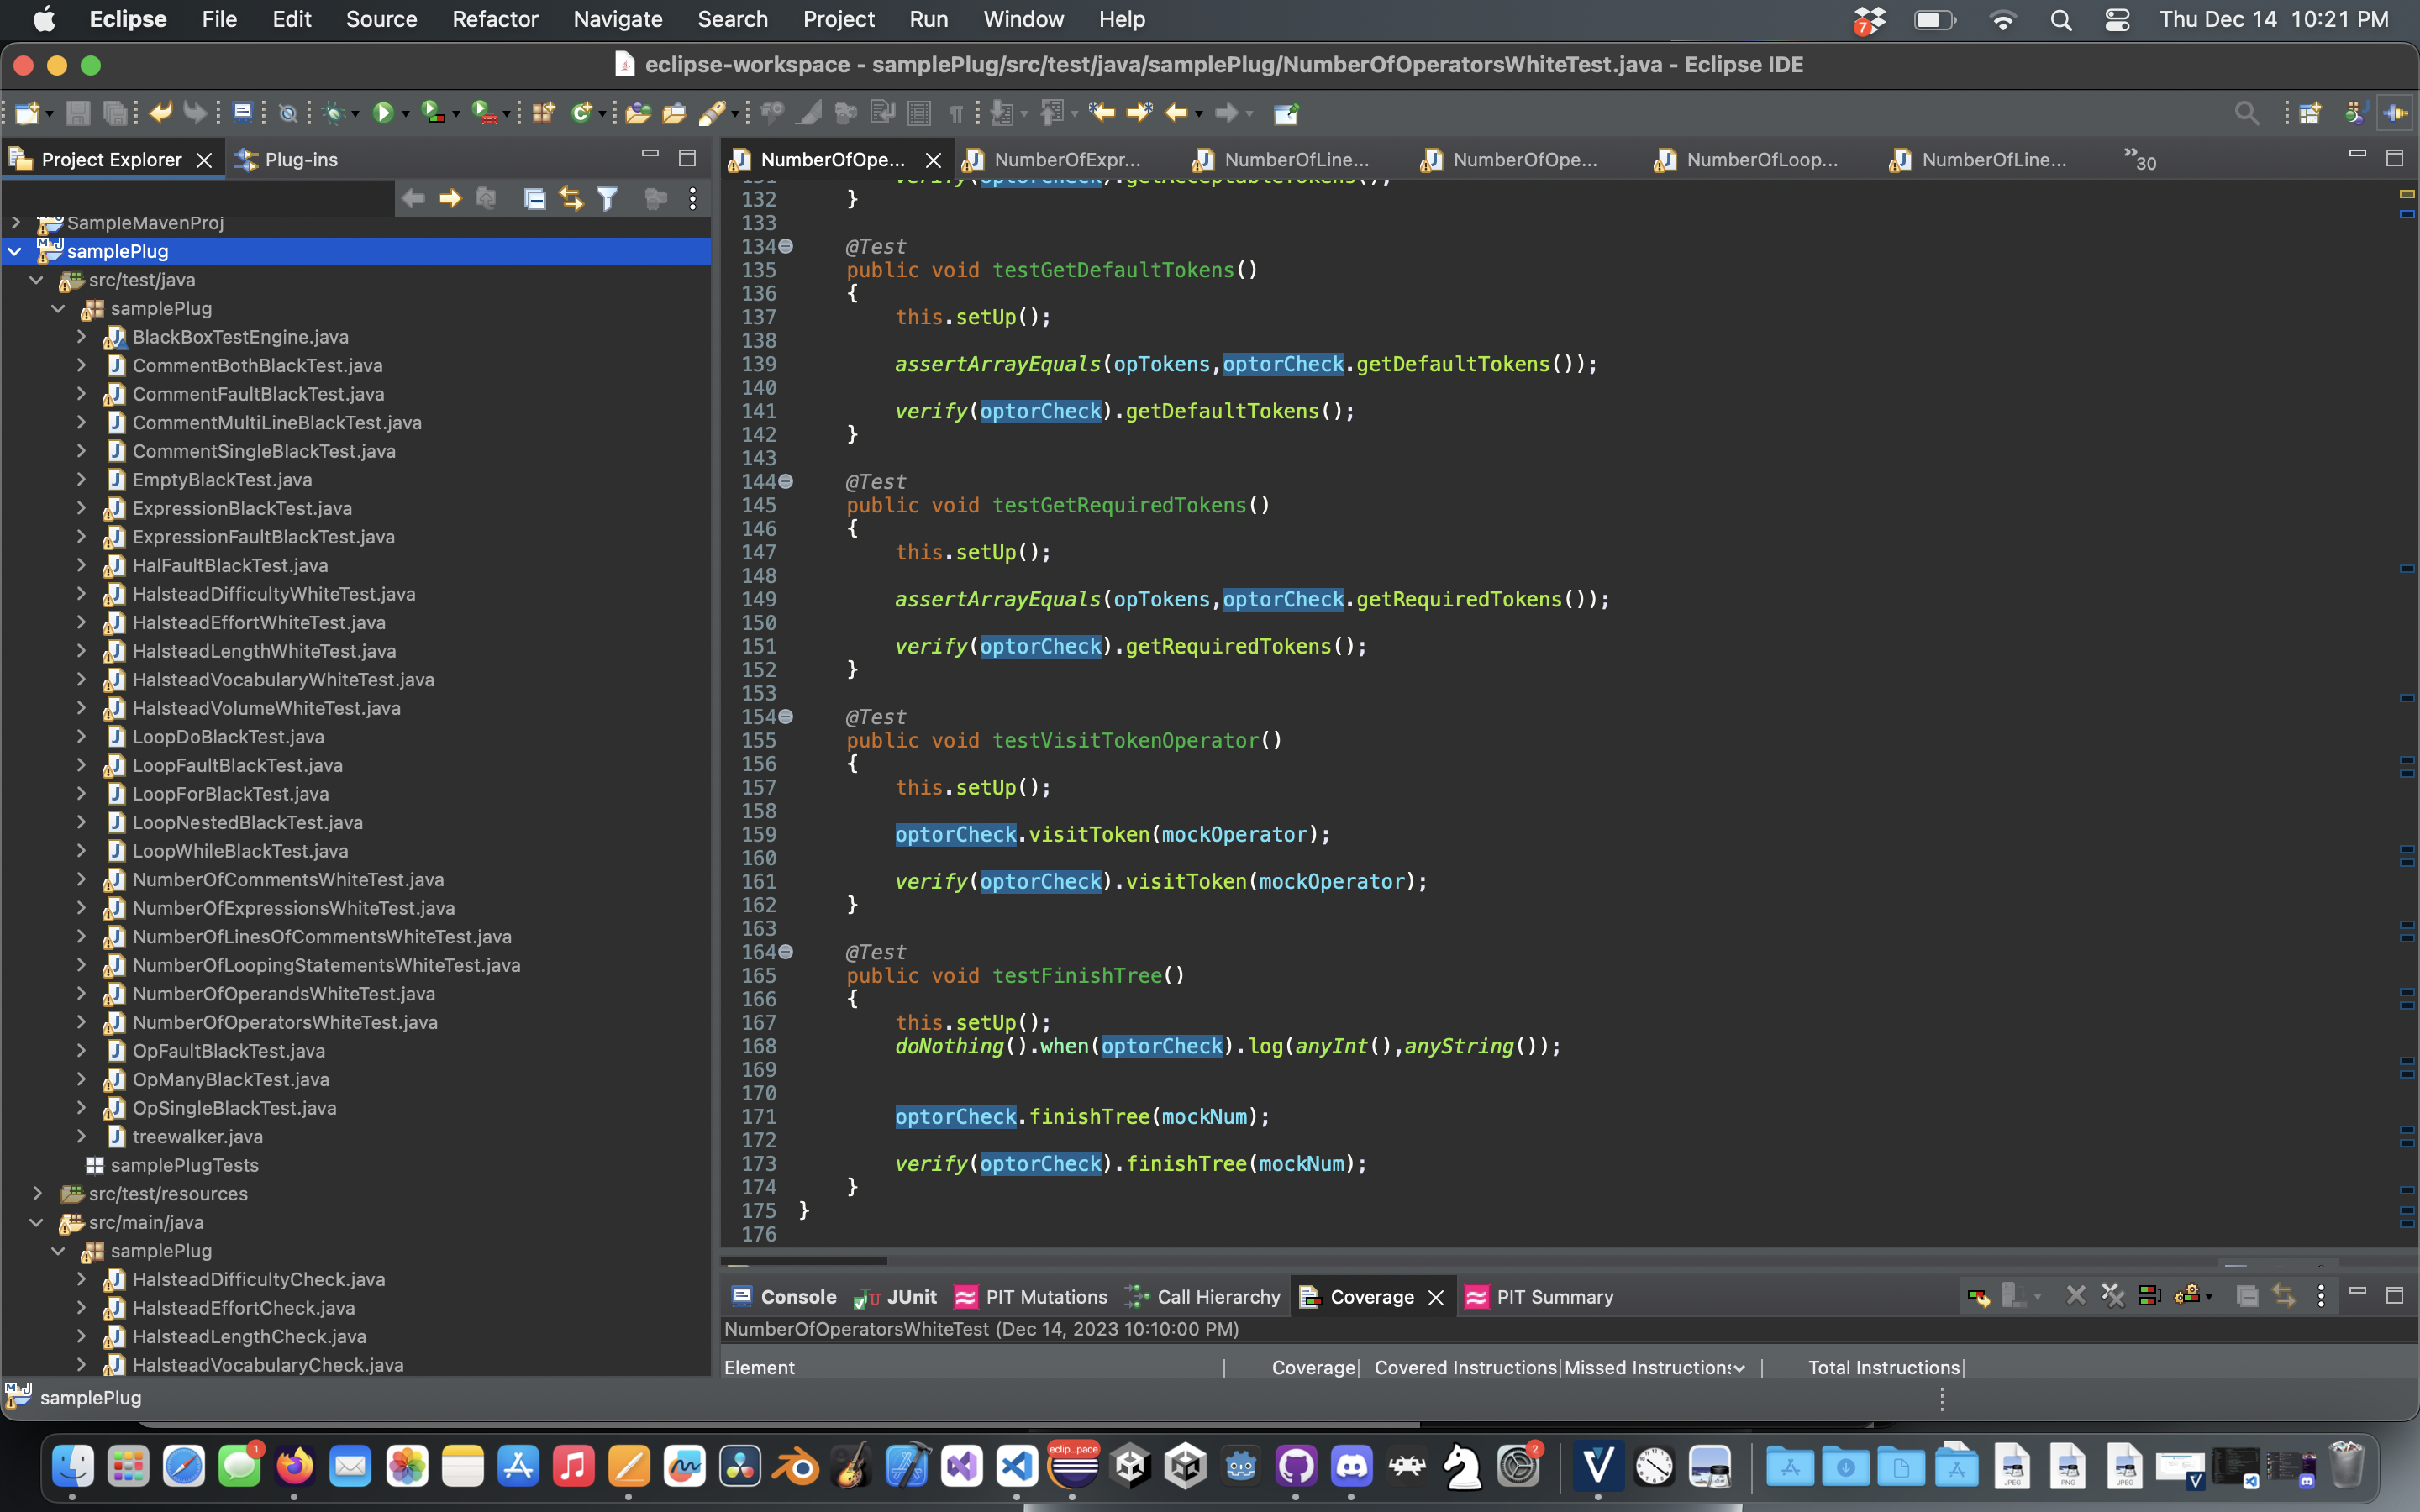 Eclipse File Edit Source Refactor Navigate Search Project Run Window Help 7 Thu Dec 14 10:21 PM
eclipse-workspace - samplePlug/src/test/java/samplePlug/NumberOfOperatorsWhiteTest.java - Eclipse IDE
Project Explorer Plug-ins
NumberOfOpe... NumberOfExpr... NumberOfLine... NumberOfOpe... NumberOfLoop... NumberOfLine... »30
SampleMavenProj
samplePlug
src/test/java
samplePlug
BlackBoxTestEngine.java
CommentBothBlackTest.java
CommentFaultBlackTest.java
CommentMultiLineBlackTest.java
CommentSingleBlackTest.java
EmptyBlackTest.java
ExpressionBlackTest.java
ExpressionFaultBlackTest.java
HalFaultBlackTest.java
HalsteadDifficultyWhiteTest.java
HalsteadEffortWhiteTest.java
HalsteadLengthWhiteTest.java
HalsteadVocabularyWhiteTest.java
HalsteadVolumeWhiteTest.java
LoopDoBlackTest.java
LoopFaultBlackTest.java
LoopForBlackTest.java
LoopNestedBlackTest.java
LoopWhileBlackTest.java
NumberOfCommentsWhiteTest.java
NumberOfExpressionsWhiteTest.java
NumberOfLinesOfCommentsWhiteTest.java
NumberOfLoopingStatementsWhiteTest.java
NumberOfOperandsWhiteTest.java
NumberOfOperatorsWhiteTest.java
OpFaultBlackTest.java
OpManyBlackTest.java
OpSingleBlackTest.java
treewalker.java
samplePlugTests
src/test/resources
src/main/java
samplePlug
HalsteadDifficultyCheck.java
HalsteadEffortCheck.java
HalsteadLengthCheck.java
HalsteadVocabularyCheck.java
131 verify(optorCheck).getAcceptableTokens();
132 }
133
134 @Test
135 public void testGetDefaultTokens()
136 {
137 this.setUp();
138
139 assertArrayEquals(opTokens,optorCheck.getDefaultTokens());
140
141 verify(optorCheck).getDefaultTokens();
142 }
143
144 @Test
145 public void testGetRequiredTokens()
146 {
147 this.setUp();
148
149 assertArrayEquals(opTokens,optorCheck.getRequiredTokens());
150
151 verify(optorCheck).getRequiredTokens();
152 }
153
154 @Test
155 public void testVisitTokenOperator()
156 {
157 this.setUp();
158
159 optorCheck.visitToken(mockOperator);
160
161 verify(optorCheck).visitToken(mockOperator);
162 }
163
164 @Test
165 public void testFinishTree()
166 {
167 this.setUp();
168 doNothing().when(optorCheck).log(anyInt(),anyString());
169
170
171 optorCheck.finishTree(mockNum);
172
173 verify(optorCheck).finishTree(mockNum);
174 }
175 }
176
Console JUnit PIT Mutations Call Hierarchy Coverage PIT Summary
NumberOfOperatorsWhiteTest (Dec 14, 2023 10:10:00 PM)
Element Coverage Covered Instructions Missed Instructions Total Instructions
samplePlug
1 eclip...pace 2
JPEG PNG JPEG